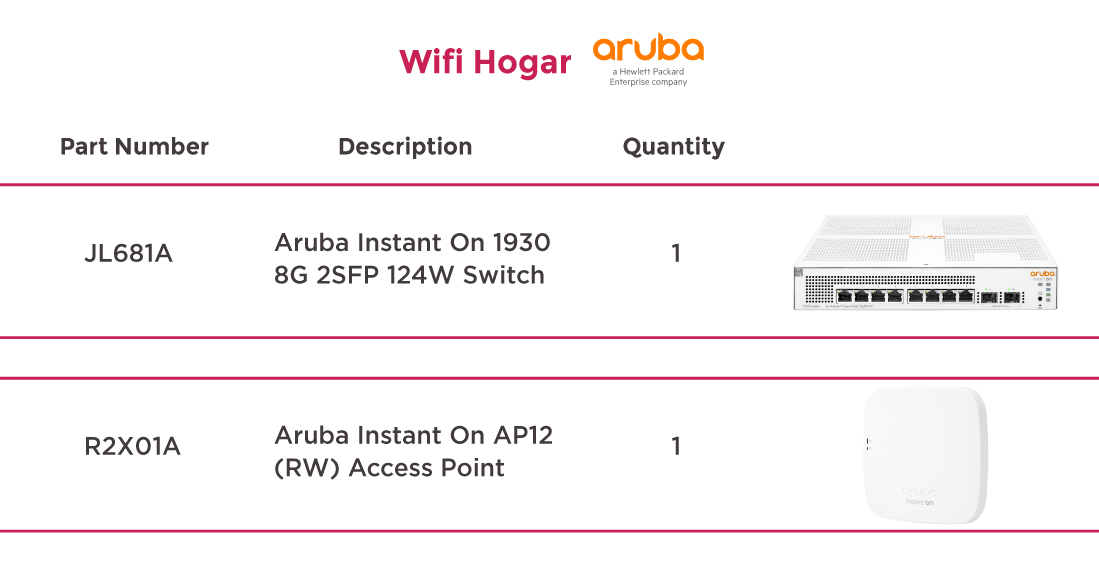 Wifi Hogar aruba
a Hewlett Packard
Enterprise company
Part Number Description Quantity
JL681A
Aruba Instant On 1930
8G 2SFP 124W Switch
1
aruba
instant on
R2X01A
Aruba Instant On AP12
(RW) Access Point
1
aruba
instant on